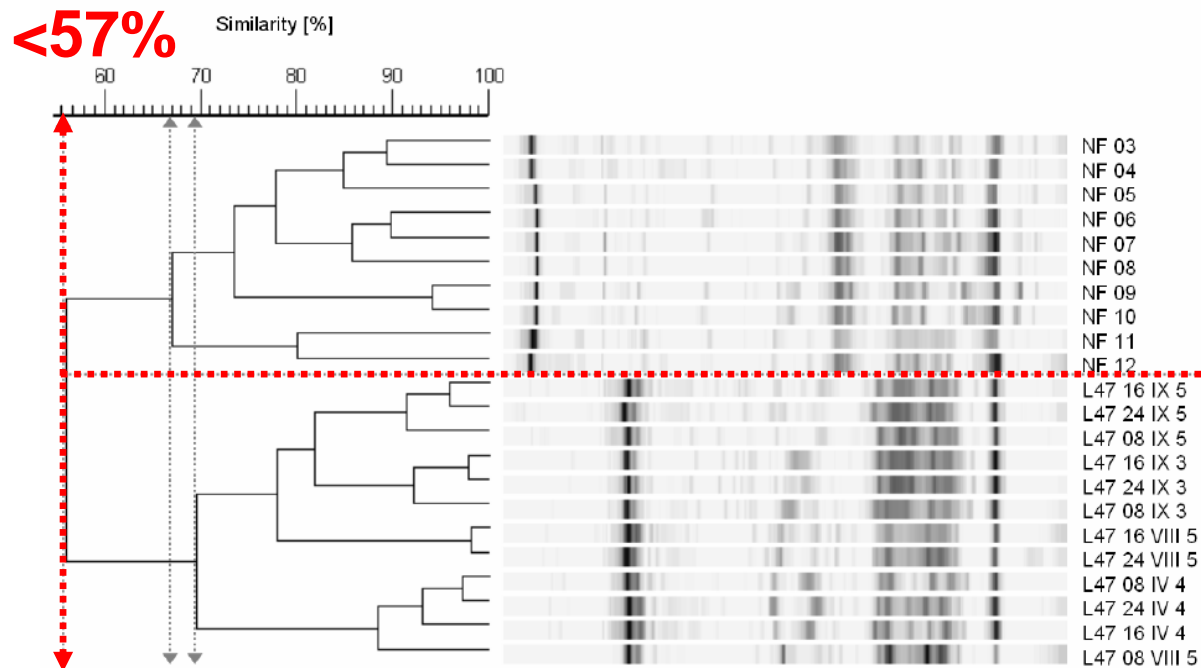 <57%
Similarity [%]
60 70 80 90 100
NF 03
NF 04
NF 05
NF 06
NF 07
NF 08
NF 09
NF 10
NF 11
NF 12
L47 16 IX 5
L47 24 IX 5
L47 08 IX 5
L47 16 IX 3
L47 24 IX 3
L47 08 IX 3
L47 16 VIII 5
L47 24 VIII 5
L47 08 IV 4
L47 24 IV 4
L47 16 IV 4
L47 08 VIII 5